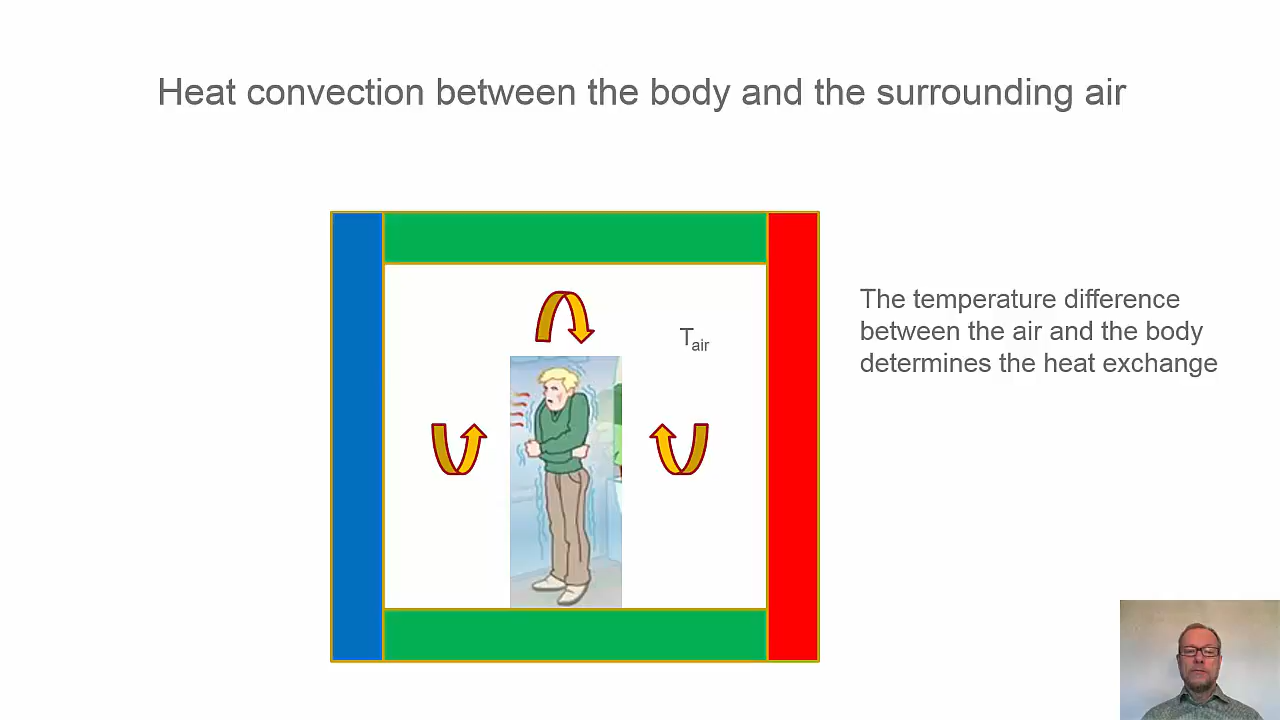 Heat convection between the body and the surrounding air
The temperature difference
between the air and the body
determines the heat exchange
T_air